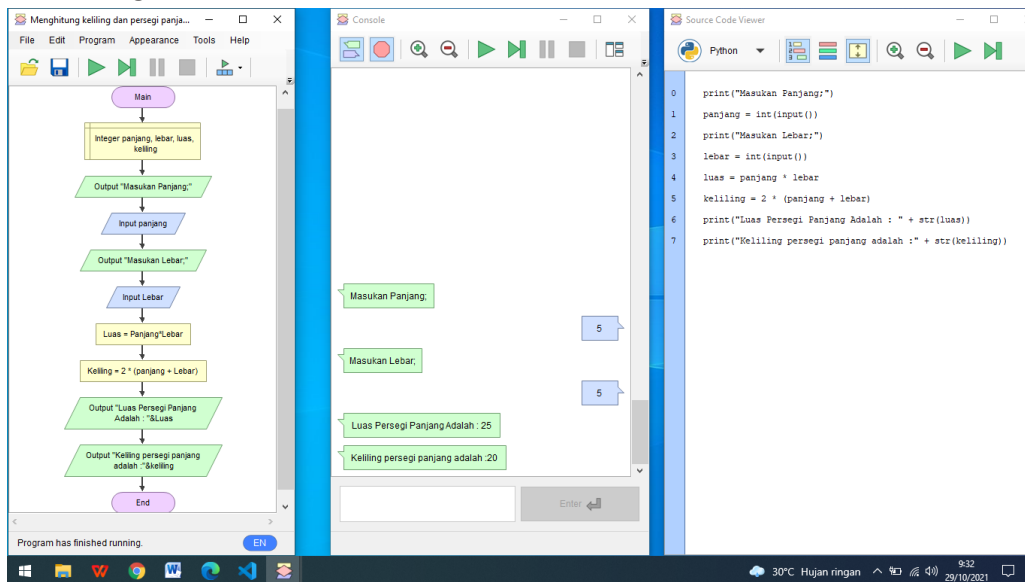 Menghitung keliling dan persegi panja...
File Edit Program Appearance Tools Help
Main
Integer panjang, lebar, luas,
keliling
Output "Masukan Panjang;"
Input panjang
Output "Masukan Lebar;"
Input Lebar
Luas = Panjang*Lebar
Keliling = 2 * (panjang + Lebar)
Output "Luas Persegi Panjang
Adalah : "&Luas
Output "Keliling persegi panjang
adalah :"&keliling
End
Program has finished running.
EN
Console
Masukan Panjang;
5
Masukan Lebar;
5
Luas Persegi Panjang Adalah : 25
Keliling persegi panjang adalah :20
Enter
Source Code Viewer
Python
0 print("Masukan Panjang;")
1 panjang = int(input())
2 print("Masukan Lebar;")
3 lebar = int(input())
4 luas = panjang * lebar
5 keliling = 2 * (panjang + lebar)
6 print("Luas Persegi Panjang Adalah : " + str(luas))
7 print("Keliling persegi panjang adalah :" + str(keliling))
30°C Hujan ringan
9:32
29/10/2021